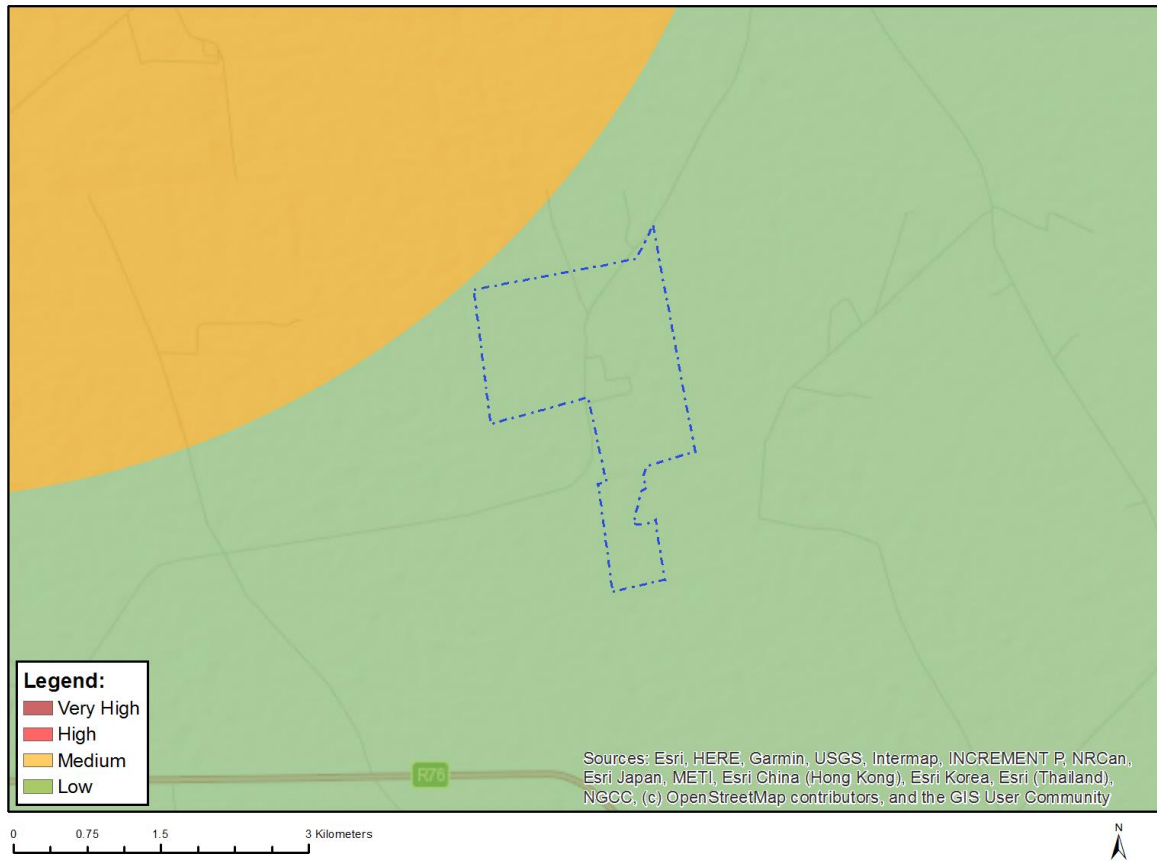 R76
Legend:
Very High
High
Medium
Low
Sources: Esri, HERE, Garmin, USGS, Intermap, INCREMENT P, NRCan,
Esri Japan, METI, Esri China (Hong Kong), Esri Korea, Esri (Thailand),
NGCC, (c) OpenStreetMap contributors, and the GIS User Community
0 0.75 1.5 3 Kilometers
N